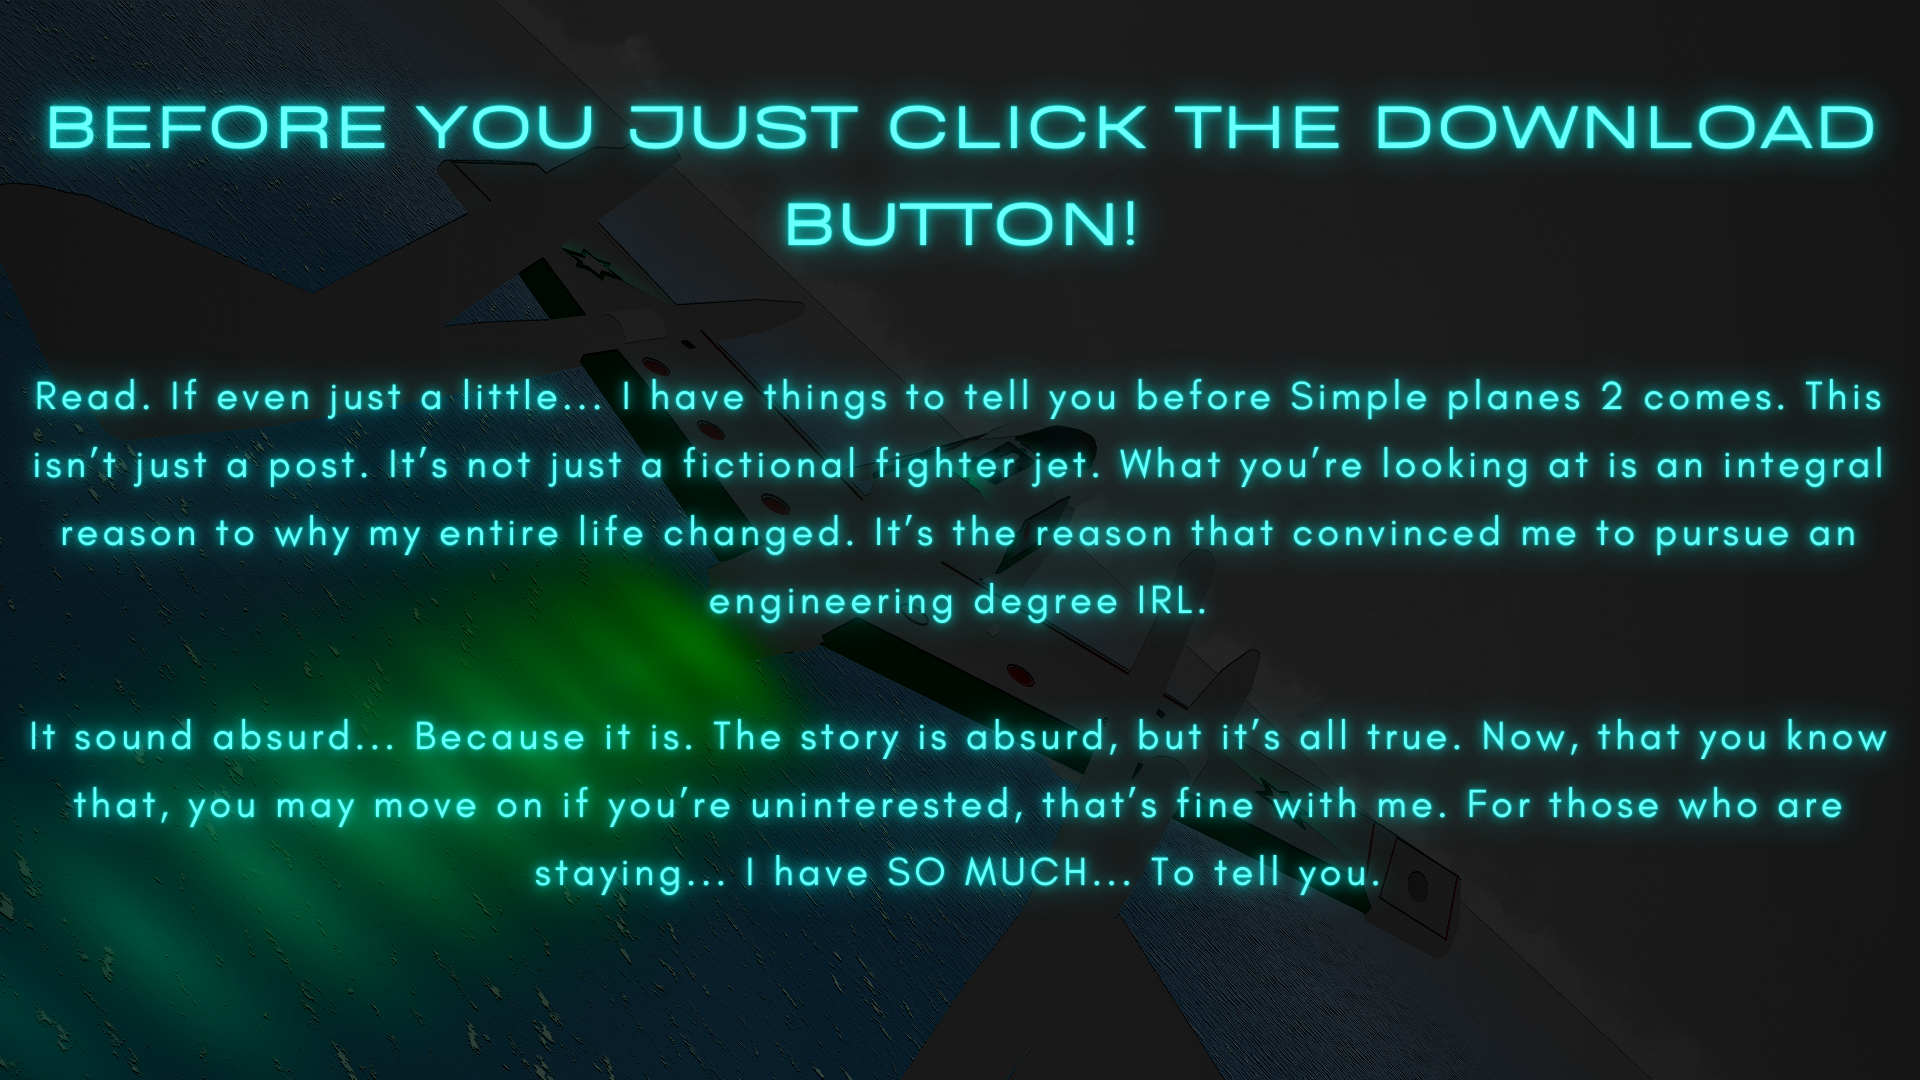 BEFORE YOU JUST CLICK THE DOWNLOAD
BUTTON!
Read. If even just a little... I have things to tell you before Simple planes 2 comes. This
isn't just a post. It's not just a fictional fighter jet. What you're looking at is an integral
reason to why my entire life changed. It's the reason that convinced me to pursue an
engineering degree IRL.
It sound absurd... Because it is. The story is absurd, but it's all true. Now, that you know
that, you may move on if you're uninterested, that's fine with me. For those who are
staying... I have SO MUCH... To tell you.